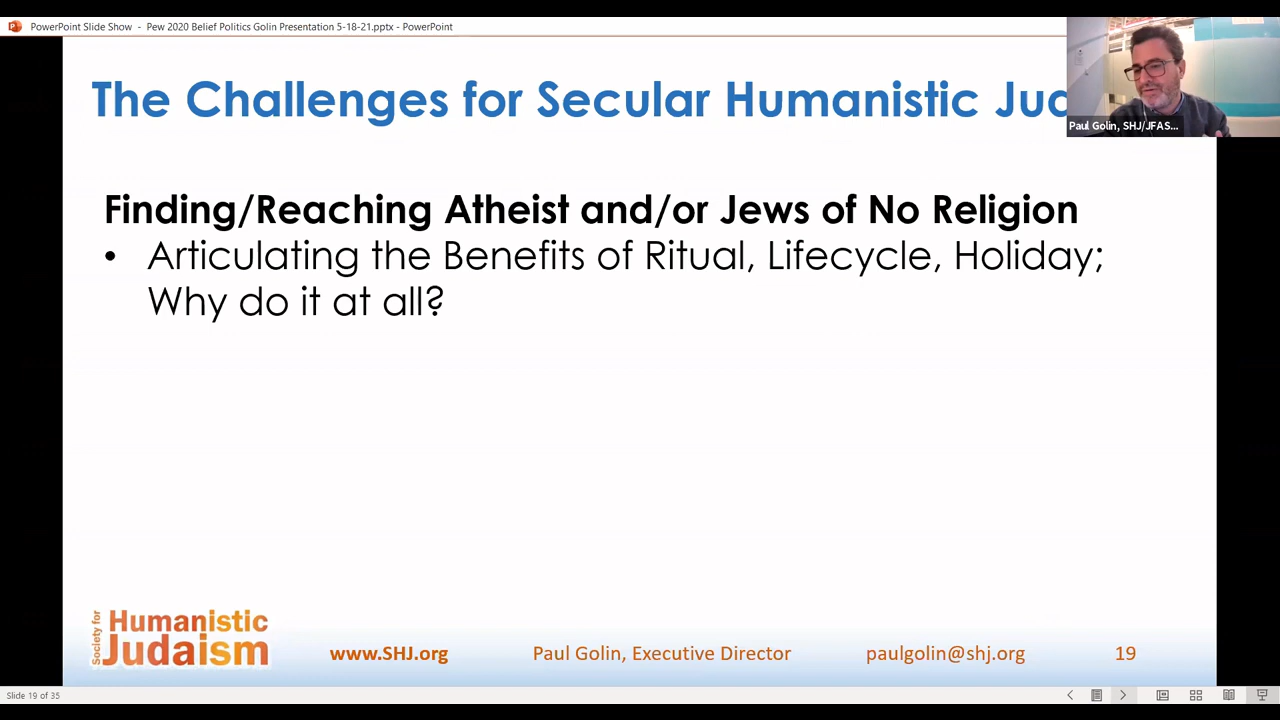 PowerPoint Slide Show - Pew 2020 Belief Politics Golin Presentation 5-18-21.pptx - PowerPoint
The Challenges for Secular Humanistic
Paul Golin, SHJ/JFAS...
Finding/Reaching Atheist and/or Jews of No Religion
• Articulating the Benefits of Ritual, Lifecycle, Holiday;
Why do it at all?
Society for
Humanistic
Judaism
www.SHJ.org
Paul Golin, Executive Director
paulgolin@shj.org
19
Slide 19 of 35